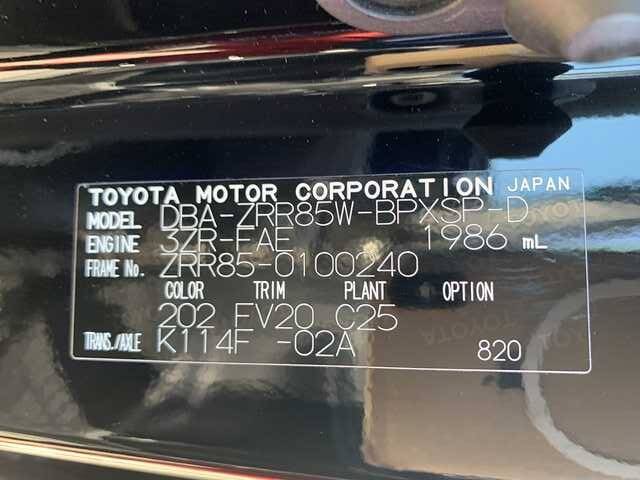 TOYOTA MOTOR CORPORATION JAPAN
MODEL DBA-ZRR85W-BPXSP-D
ENGINE 3ZR-FAE 1986 mL
FRAME No. ZRR85-0100240
COLOR TRIM PLANT OPTION
202 FV20 C25
TRANS./AXLE K114F -02A 820